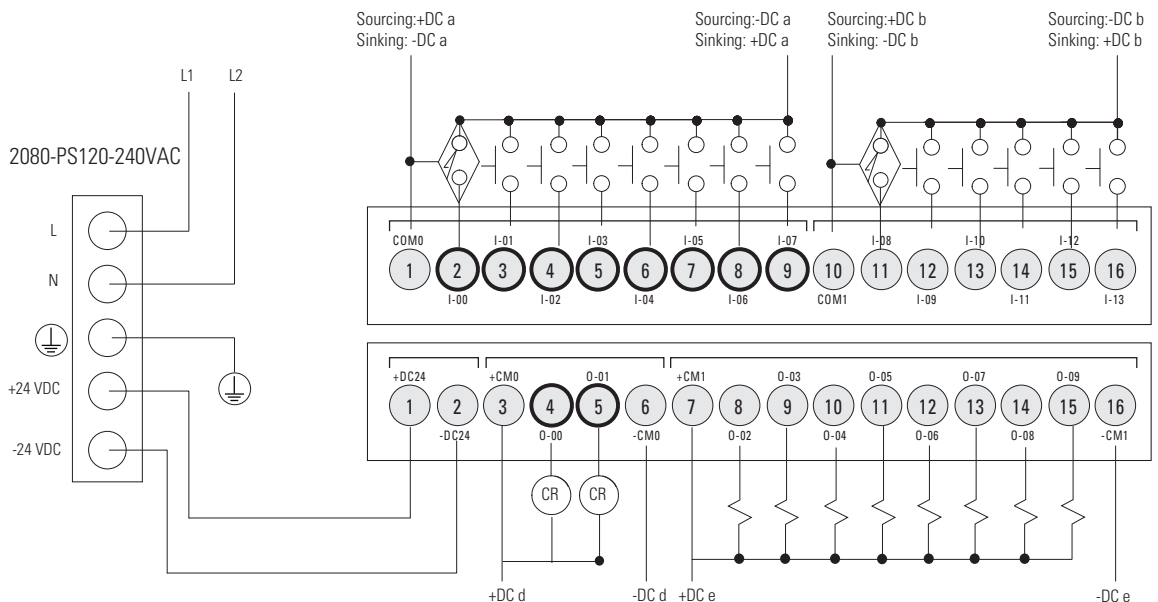 Sourcing:+DC a
Sinking: -DC a
Sourcing:-DC a
Sinking: +DC a
Sourcing:+DC b
Sinking: -DC b
Sourcing:-DC b
Sinking: +DC b
L1 L2
2080-PS120-240VAC
L
N
+24 VDC
-24 VDC
COM0 I-01 I-03 I-05 I-07 I-08 I-10 I-12
1 2 3 4 5 6 7 8 9 10 11 12 13 14 15 16
I-00 I-02 I-04 I-06 COM1 I-09 I-11 I-13
+DC24 +CM0 O-01 +CM1 O-03 O-05 O-07 O-09
1 2 3 4 5 6 7 8 9 10 11 12 13 14 15 16
-DC24 O-00 -CM0 O-02 O-04 O-06 O-08 -CM1
CR CR
+DC d -DC d +DC e -DC e